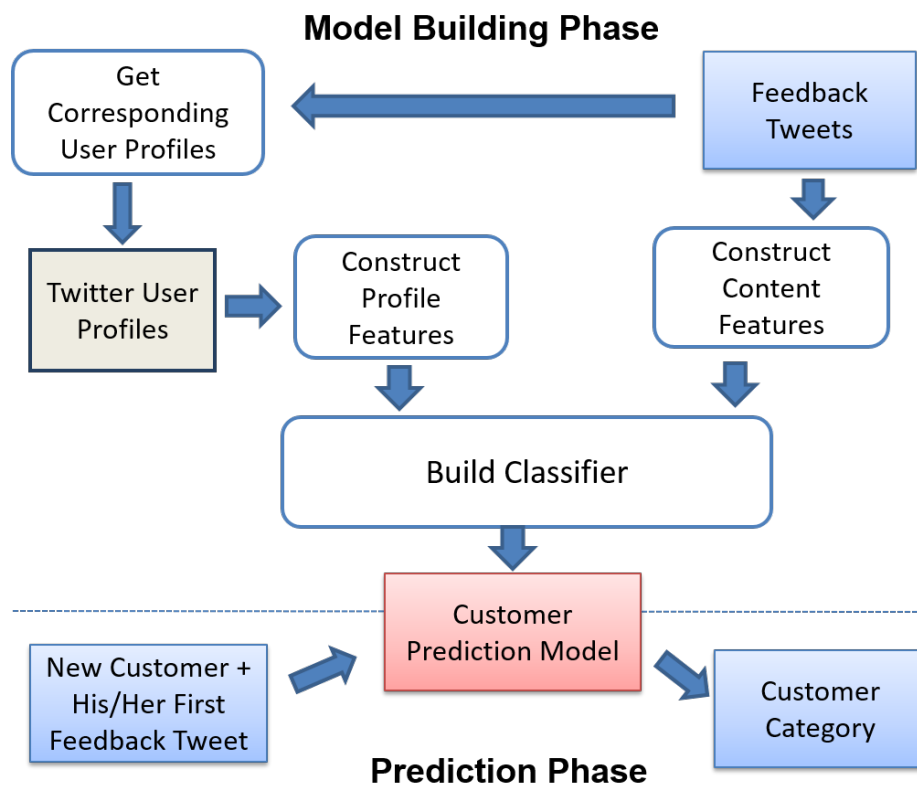 Model Building Phase
Get
Corresponding
User Profiles
Feedback
Tweets
Twitter User
Profiles
Construct
Profile
Features
Construct
Content
Features
Build Classifier
Customer
Prediction Model
New Customer +
His/Her First
Feedback Tweet
Customer
Category
Prediction Phase